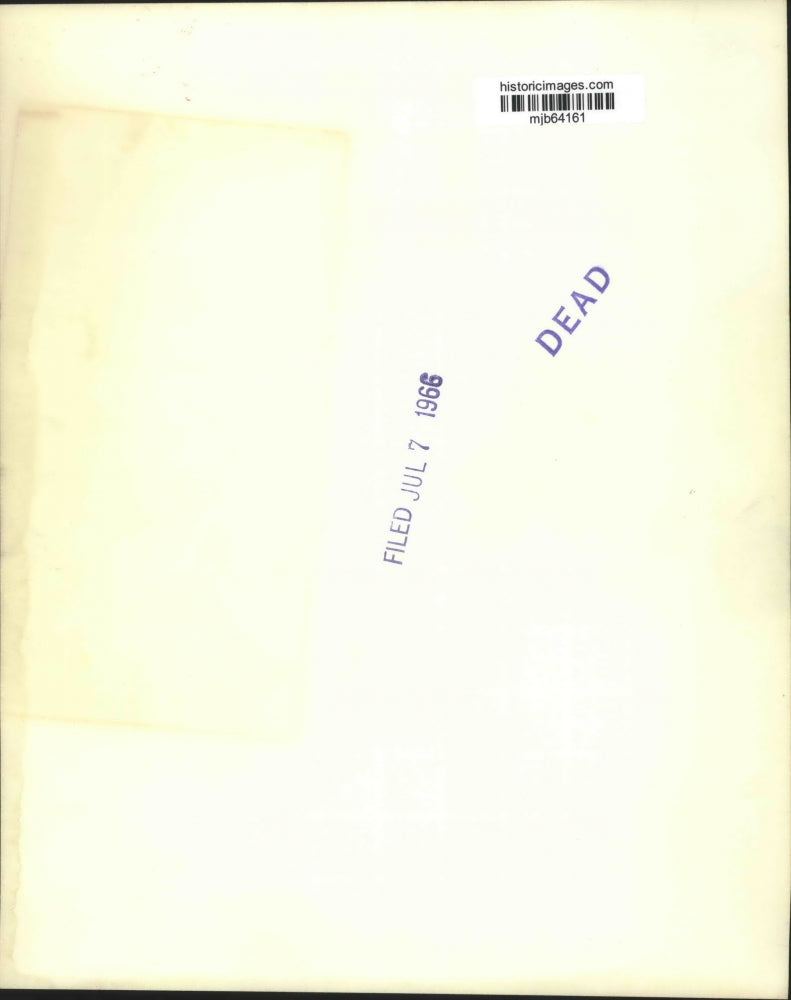 historicimages.com
mjb64161
DEAD
FILED JUL 7 1966